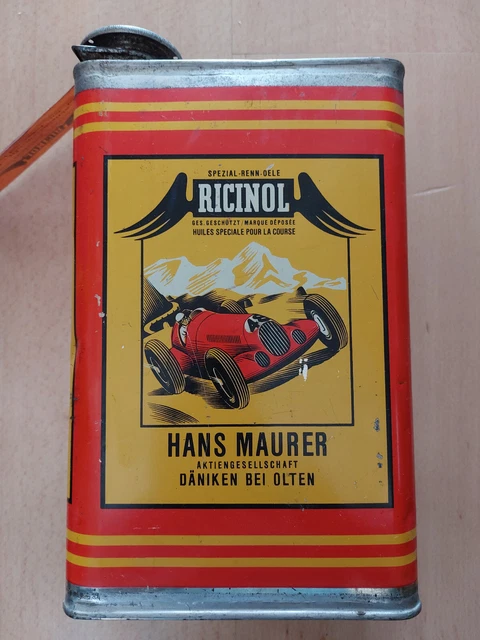 SPEZIAL-RENN-OELE
RICINOL
GES. GESCHÜTZT / MARQUE DÉPOSÉE
HUILES SPECIALE POUR LA COURSE
HANS MAURER
AKTIENGESELLSCHAFT
DÄNIKEN BEI OLTEN